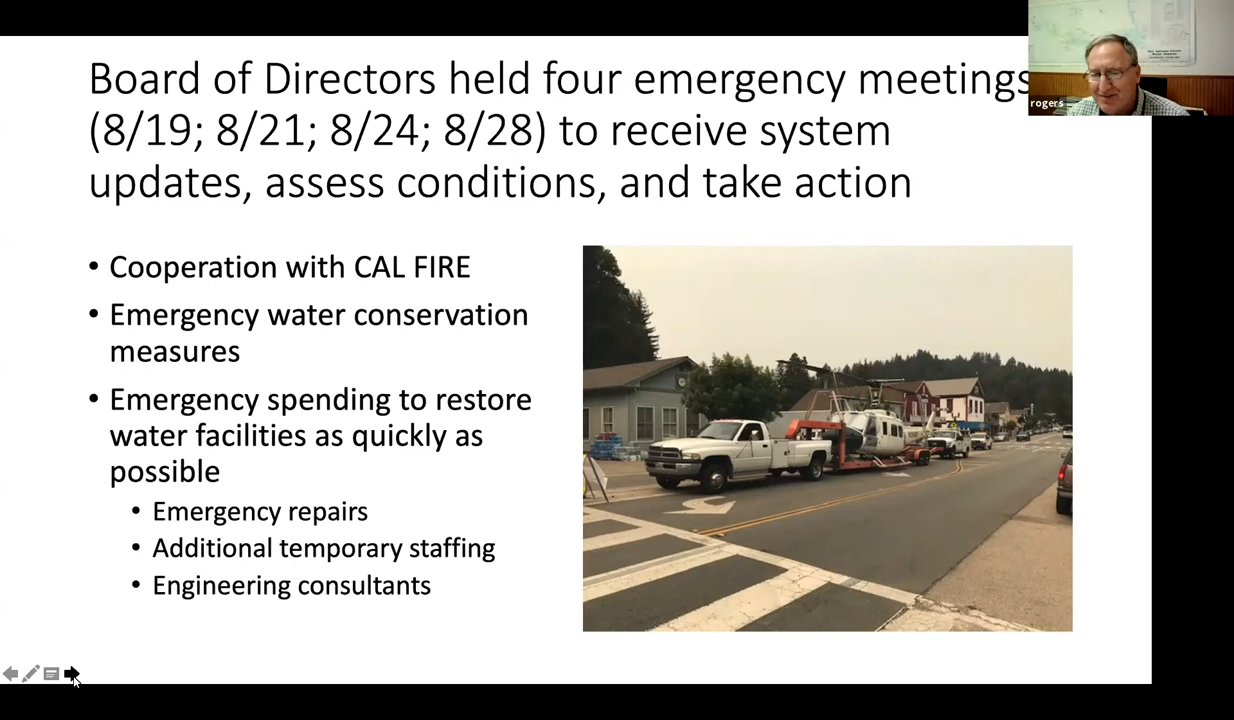 Board of Directors held four emergency meetings
(8/19; 8/21; 8/24; 8/28) to receive system
updates, assess conditions, and take action
rogers
• Cooperation with CAL FIRE
• Emergency water conservation
measures
• Emergency spending to restore
water facilities as quickly as
possible
• Emergency repairs
• Additional temporary staffing
• Engineering consultants